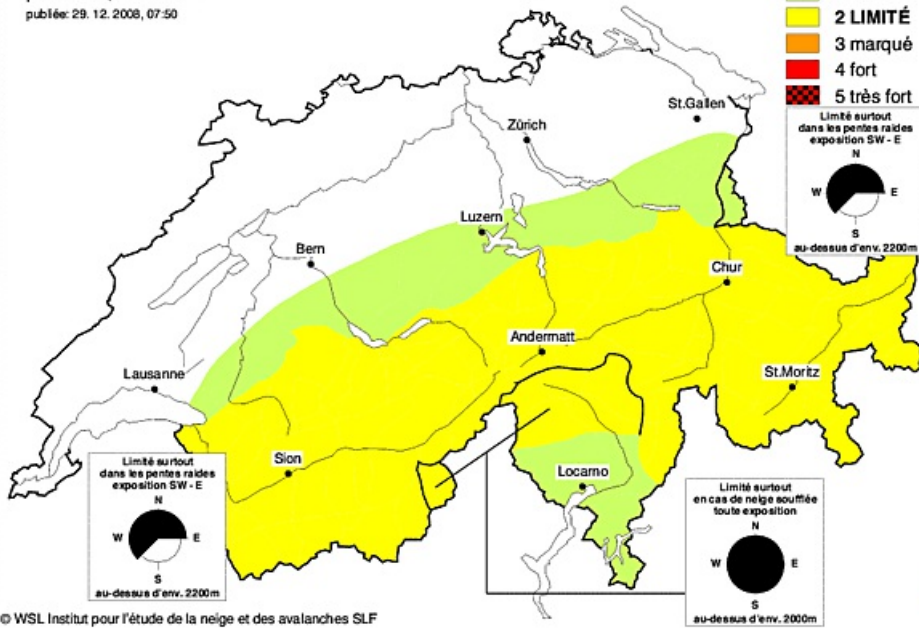 publiée: 29. 12. 2008, 07:50
2 LIMITÉ
3 marqué
4 fort
5 très fort
Limité surtout
dans les pentes raides
exposition SW - E
N
W E
S
au-dessus d'env. 2200m
St.Gallen
Zürich
Luzern
Bern
Chur
Andermatt
Lausanne
St.Moritz
Sion
Locarno
Limité surtout
dans les pentes raides
exposition SW - E
N
W E
S
au-dessus d'env. 2200m
Limité surtout
en cas de neige soufflée
toute exposition
N
W E
S
au-dessus d'env. 2000m
© WSL Institut pour l'étude de la neige et des avalanches SLF